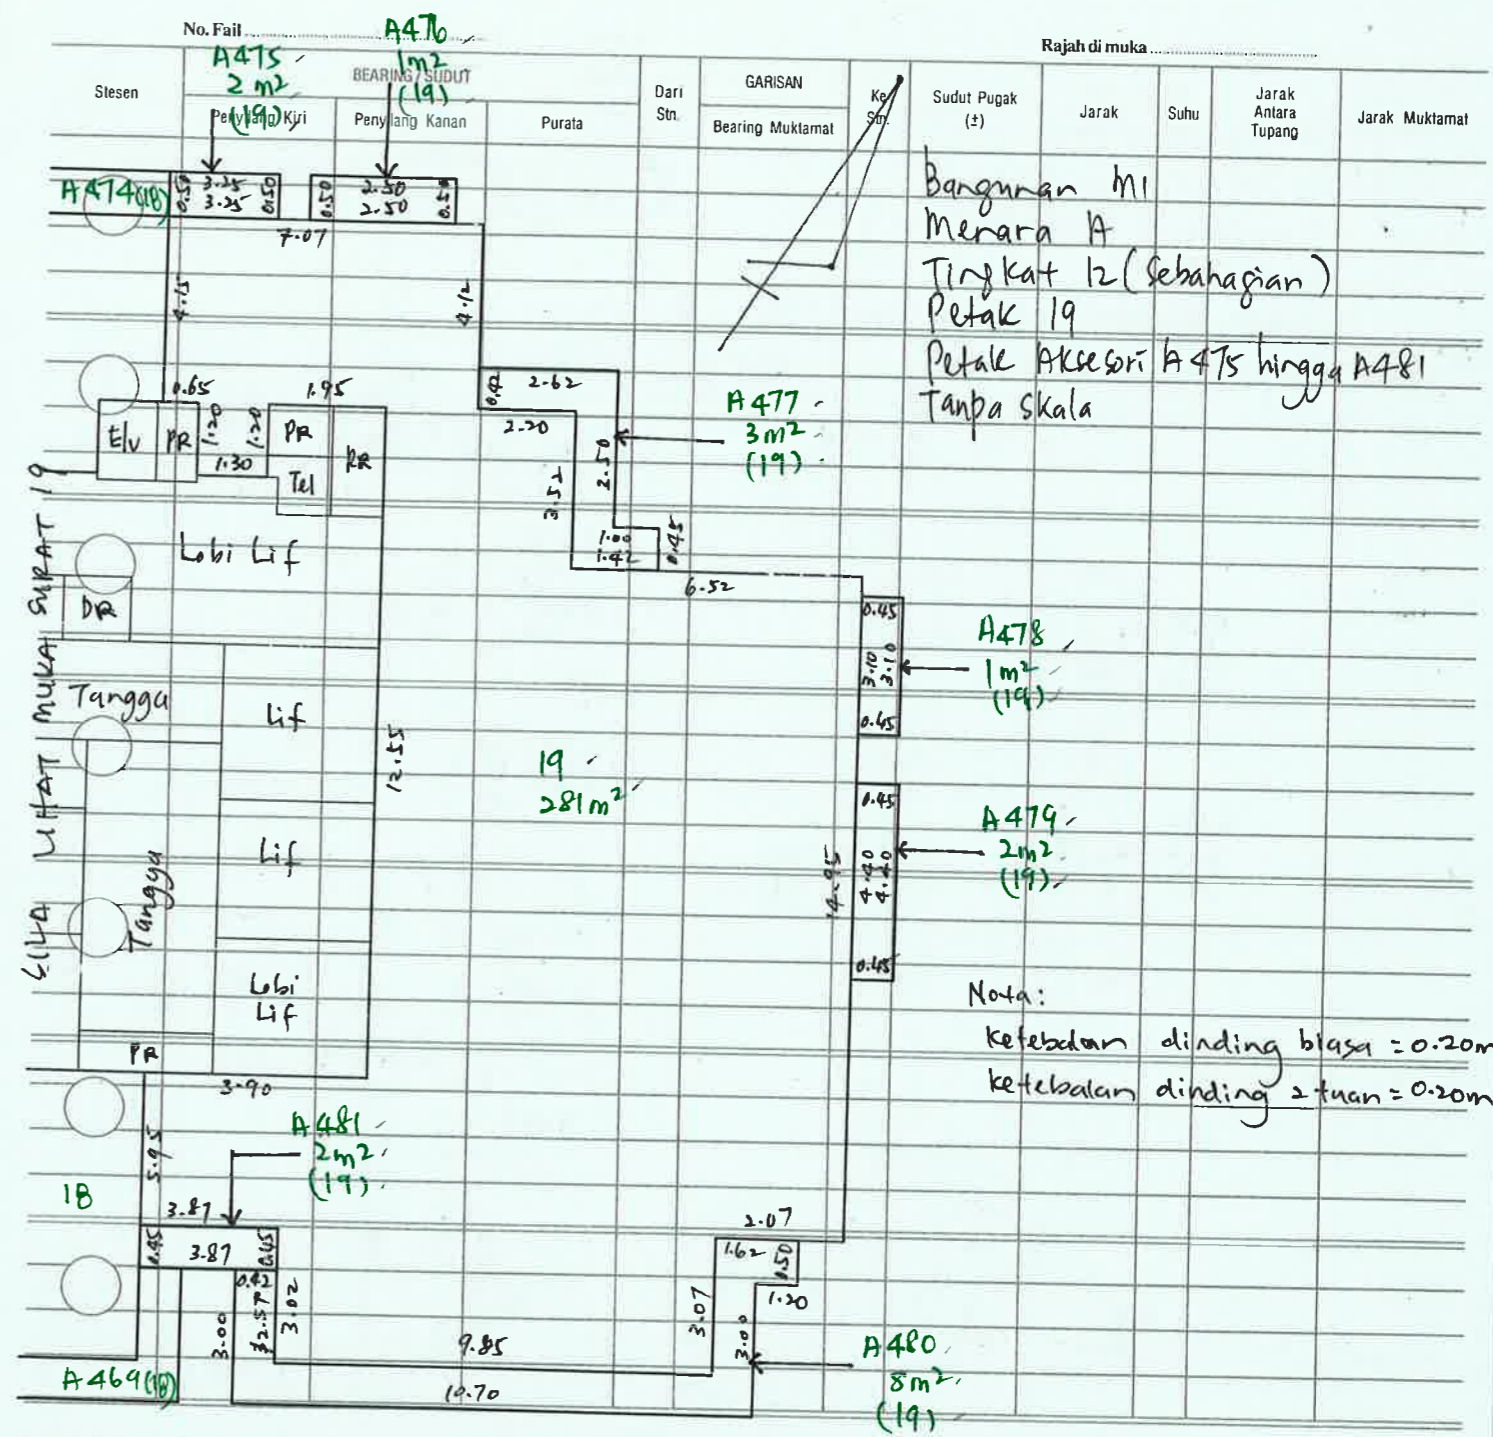 No. Fail
Rajah di muka
Stesen
BEARING / SUDUT
Penyilang Kiri
Penyilang Kanan
Purata
Dari Stn.
GARISAN
Bearing Muktamat
Ke Stn.
Sudut Pugak (±)
Jarak
Suhu
Jarak Antara Tupang
Jarak Muktamat
A475
2 m²
(19)
A476
1m²
(19)
A474(18)
0.50
3.25
3.25
0.50
0.50
2.50
2.50
0.50
7.07
4.15
4.12
Bangunan M1
Menara A
Tingkat 12 (Sebahagian)
Petak 19
Petak Aksesori A475 hingga A481
Tanpa Skala
0.65
1.95
2.62
2.20
Elv
PR
1.20
1.20
1.30
PR
Tel
RR
3.52
2.50
A477
3m²
(19)
1.00
1.42
0.45
6.52
Lobi Lif
DR
SILA LIHAT MUKA SURAT 19
Tangga
Lif
12.55
19
281m²
0.45
3.10
3.10
0.45
A478
1m²
(19)
0.45
4.40
4.40
0.45
A479
2m²
(19)
14.95
Lif
Tangga
Lobi
Lif
PR
3.90
Nota:
Ketebalan dinding biasa = 0.20m
Ketebalan dinding 2 tuan = 0.20m
A481
2m²
(19)
5.95
18
3.87
0.45
3.87
0.45
0.42
3.00
2.57
3.02
2.07
1.62
0.50
1.20
3.07
3.00
9.85
10.70
A480
8m²
(19)
A469(18)